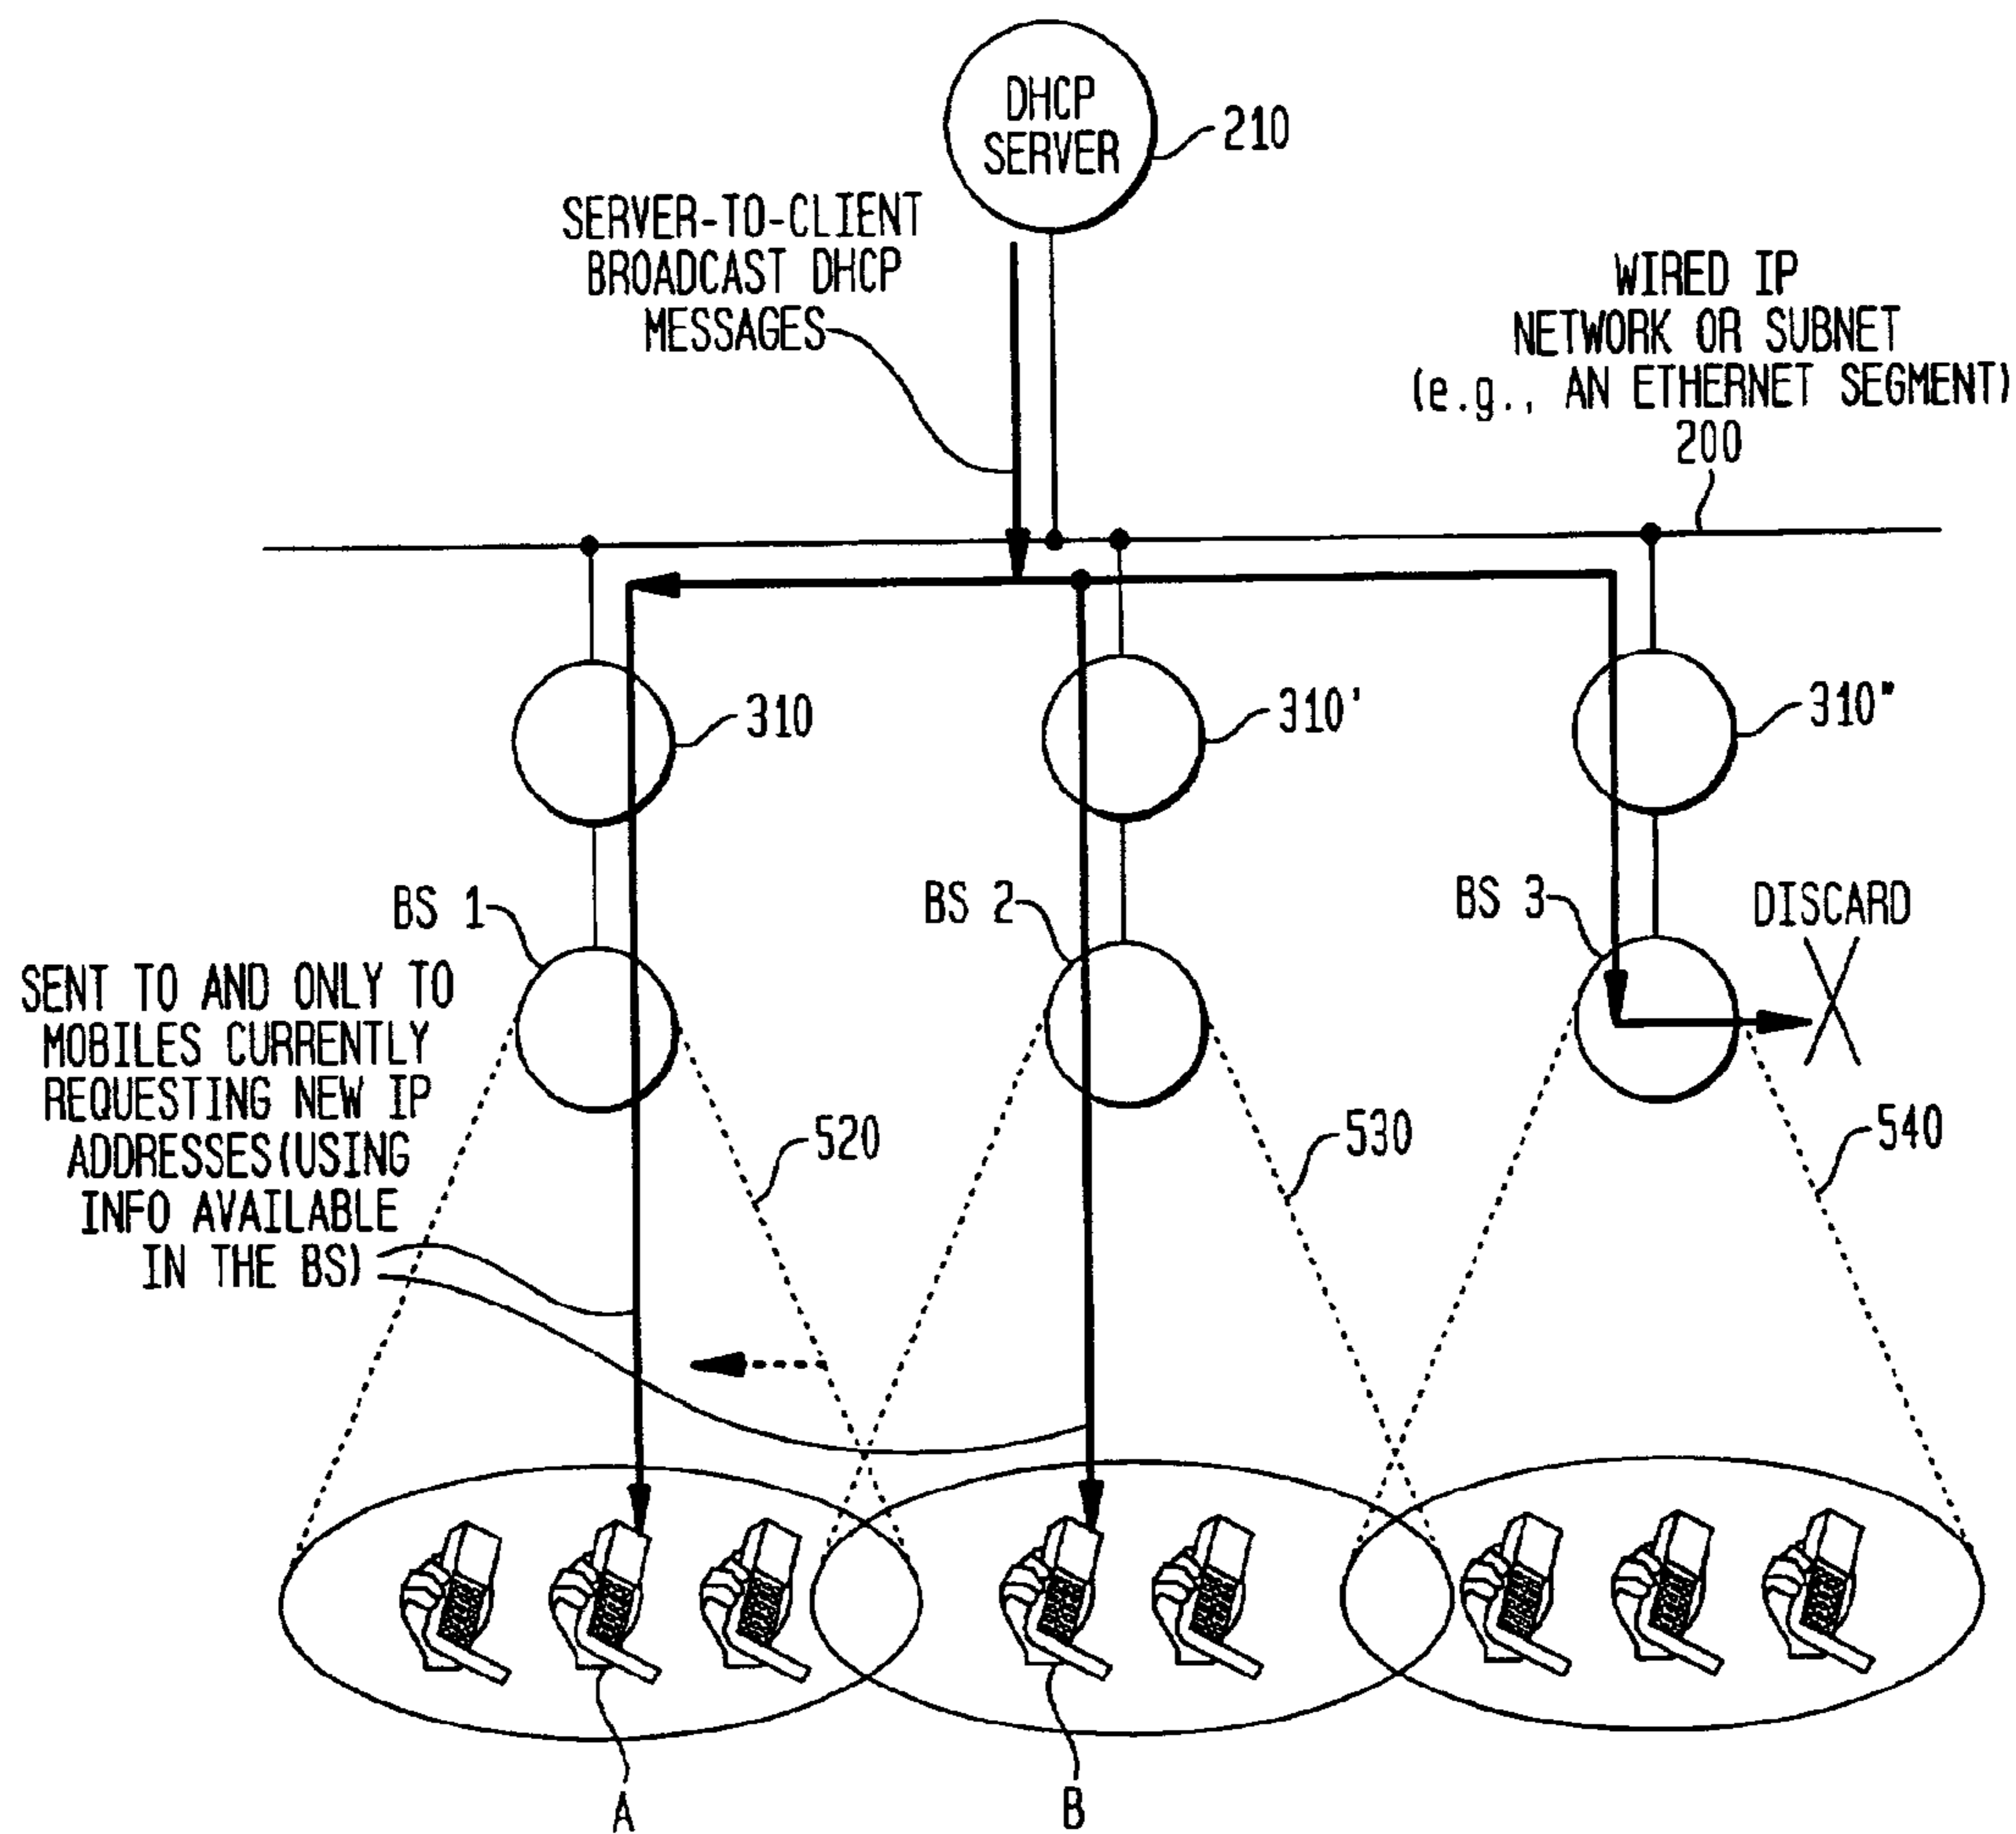 DHCP
SERVER
210
SERVER-TO-CLIENT
BROADCAST DHCP
MESSAGES
WIRED IP
NETWORK OR SUBNET
(e.g., AN ETHERNET SEGMENT)
200
310
310'
310"
BS 1
BS 2
BS 3
DISCARD
SENT TO AND ONLY TO
MOBILES CURRENTLY
REQUESTING NEW IP
ADDRESSES(USING
INFO AVAILABLE
IN THE BS)
520
530
540
A
B